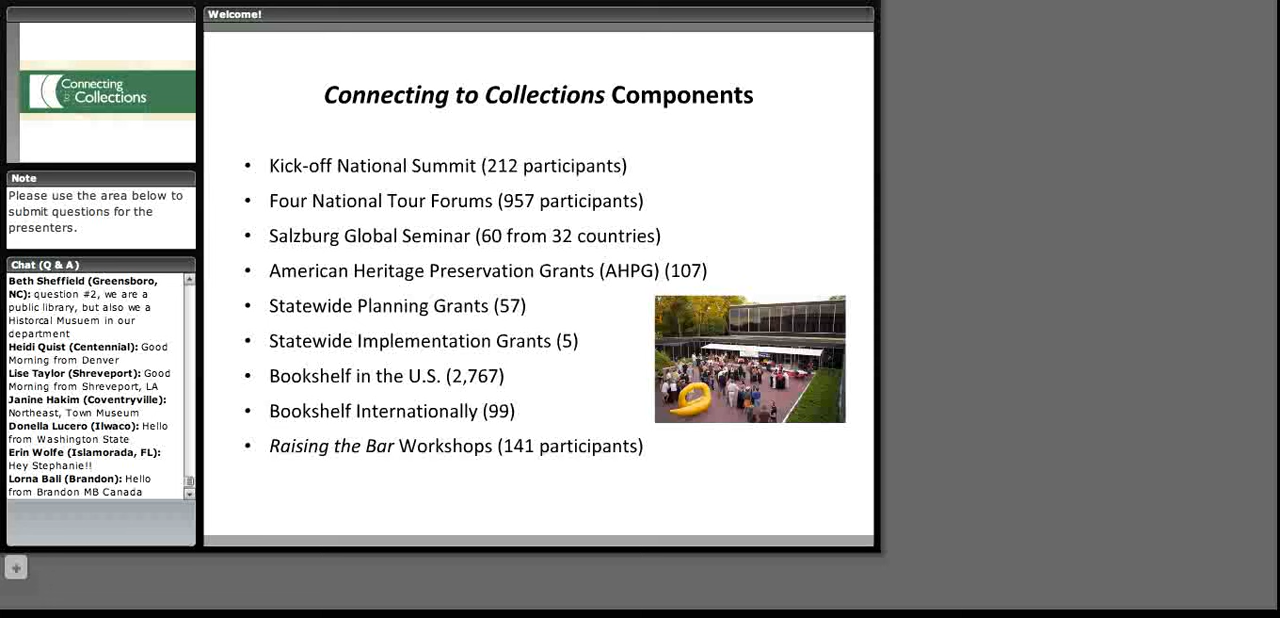 Welcome!
Connecting
to Collections
Note
Please use the area below to
submit questions for the
presenters.
Chat (Q & A)
Beth Sheffield (Greensboro,
NC): question #2, we are a
public library, but also we a
Historcal Musuem in our
department
Heidi Quist (Centennial): Good
Morning from Denver
Lise Taylor (Shreveport): Good
Morning from Shreveport, LA
Janine Hakim (Coventryville):
Northeast, Town Museum
Donella Lucero (Ilwaco): Hello
from Washington State
Erin Wolfe (Islamorada, FL):
Hey Stephanie!!
Lorna Ball (Brandon): Hello
from Brandon MB Canada
Connecting to Collections Components
• Kick-off National Summit (212 participants)
• Four National Tour Forums (957 participants)
• Salzburg Global Seminar (60 from 32 countries)
• American Heritage Preservation Grants (AHPG) (107)
• Statewide Planning Grants (57)
• Statewide Implementation Grants (5)
• Bookshelf in the U.S. (2,767)
• Bookshelf Internationally (99)
• Raising the Bar Workshops (141 participants)